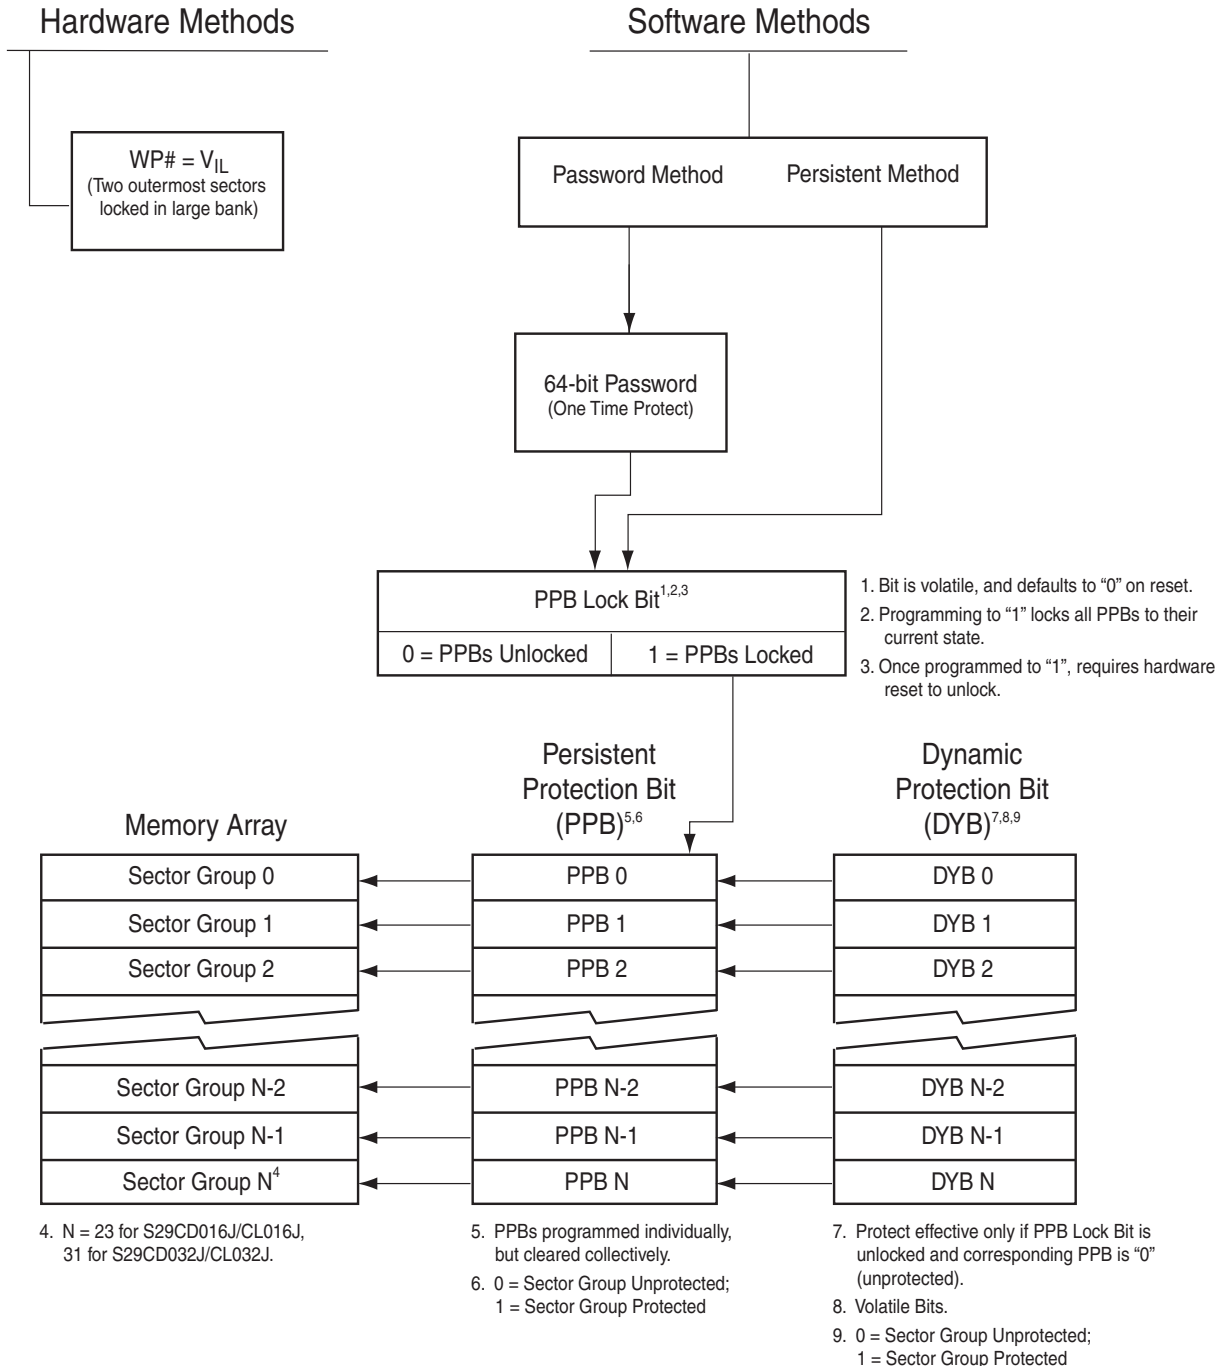 Hardware Methods
Software Methods
WP# = VIL
(Two outermost sectors
locked in large bank)
Password Method
Persistent Method
64-bit Password
(One Time Protect)
PPB Lock Bit1,2,3
0 = PPBs Unlocked
1 = PPBs Locked
1. Bit is volatile, and defaults to “0” on reset.
2. Programming to “1” locks all PPBs to their
current state.
3. Once programmed to “1”, requires hardware
reset to unlock.
Memory Array
Persistent
Protection Bit
(PPB)5,6
Dynamic
Protection Bit
(DYB)7,8,9
Sector Group 0
PPB 0
DYB 0
Sector Group 1
PPB 1
DYB 1
Sector Group 2
PPB 2
DYB 2
Sector Group N-2
PPB N-2
DYB N-2
Sector Group N-1
PPB N-1
DYB N-1
Sector Group N4
PPB N
DYB N
4. N = 23 for S29CD016J/CL016J,
31 for S29CD032J/CL032J.
5. PPBs programmed individually,
but cleared collectively.
6. 0 = Sector Group Unprotected;
1 = Sector Group Protected
7. Protect effective only if PPB Lock Bit is
unlocked and corresponding PPB is “0”
(unprotected).
8. Volatile Bits.
9. 0 = Sector Group Unprotected;
1 = Sector Group Protected